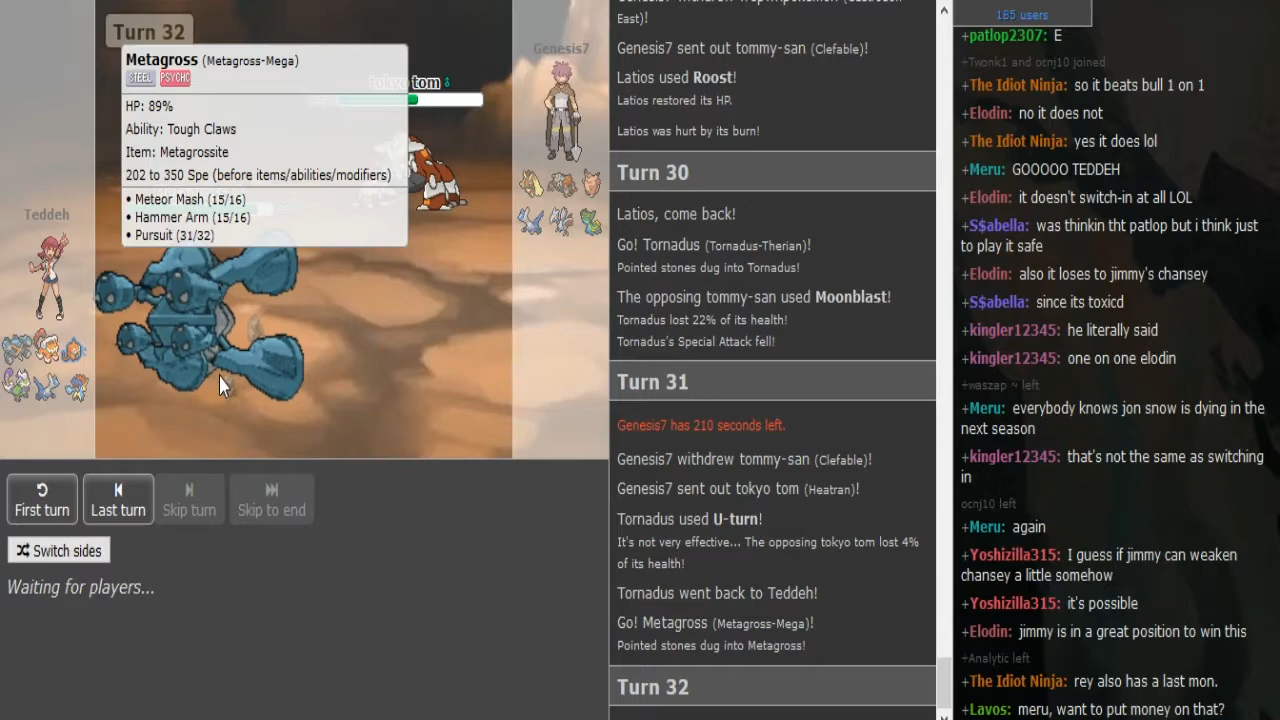 Turn 32
Metagross (Metagross-Mega)
STEEL PSYCHC
HP: 89%
Ability: Tough Claws
Item: Metagrossite
202 to 350 Spe (before items/abilities/modifiers)
• Meteor Mash (15/16)
• Hammer Arm (15/16)
• Pursuit (31/32)
tom
Genesis7
Teddeh
First turn
Last turn
Skip turn
Skip to end
Switch sides
Waiting for players...
East)!
Genesis7 sent out tommy-san (Clefable)!
Latios used Roost!
Latios restored its HP.
Latios was hurt by its burn!
Turn 30
Latios, come back!
Go! Tornadus (Tornadus-Therian)!
Pointed stones dug into Tornadus!
The opposing tommy-san used Moonblast!
Tornadus lost 22% of its health!
Tornadus's Special Attack fell!
Turn 31
Genesis7 has 210 seconds left.
Genesis7 withdrew tommy-san (Clefable)!
Genesis7 sent out tokyo tom (Heatran)!
Tornadus used U-turn!
It's not very effective... The opposing tokyo tom lost 4%
of its health!
Tornadus went back to Teddeh!
Go! Metagross (Metagross-Mega)!
Pointed stones dug into Metagross!
Turn 32
185 users
+patlop2307: E
+Twonk1 and ocnj10 joined
+The Idiot Ninja: so it beats bull 1 on 1
+Elodin: no it does not
+The Idiot Ninja: yes it does lol
+Meru: GOOOOO TEDDEH
+Elodin: it doesn't switch-in at all LOL
+S$abella: was thinkin tht patlop but i think just
to play it safe
+Elodin: also it loses to jimmy's chansey
+S$abella: since its toxicd
+kingler12345: he literally said
+kingler12345: one on one elodin
+waszap ~ left
+Meru: everybody knows jon snow is dying in the
next season
+kingler12345: that's not the same as switching
in
ocnj10 left
+Meru: again
+Yoshizilla315: I guess if jimmy can weaken
chansey a little somehow
+Yoshizilla315: it's possible
+Elodin: jimmy is in a great position to win this
+Analytic left
+The Idiot Ninja: rey also has a last mon.
+Lavos: meru, want to put money on that?